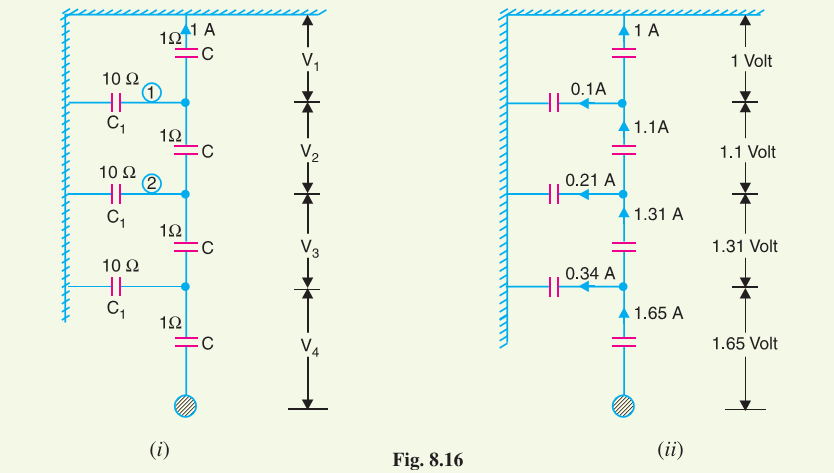 1 A
1Ω
C
V₁
10 Ω
①
C₁
1Ω
C
V₂
10 Ω
②
C₁
1Ω
C
V₃
10 Ω
C₁
1Ω
C
V₄
(i)
1 A
1 Volt
0.1A
1.1A
1.1 Volt
0.21 A
1.31 A
1.31 Volt
0.34 A
1.65 A
1.65 Volt
(ii)
Fig. 8.16